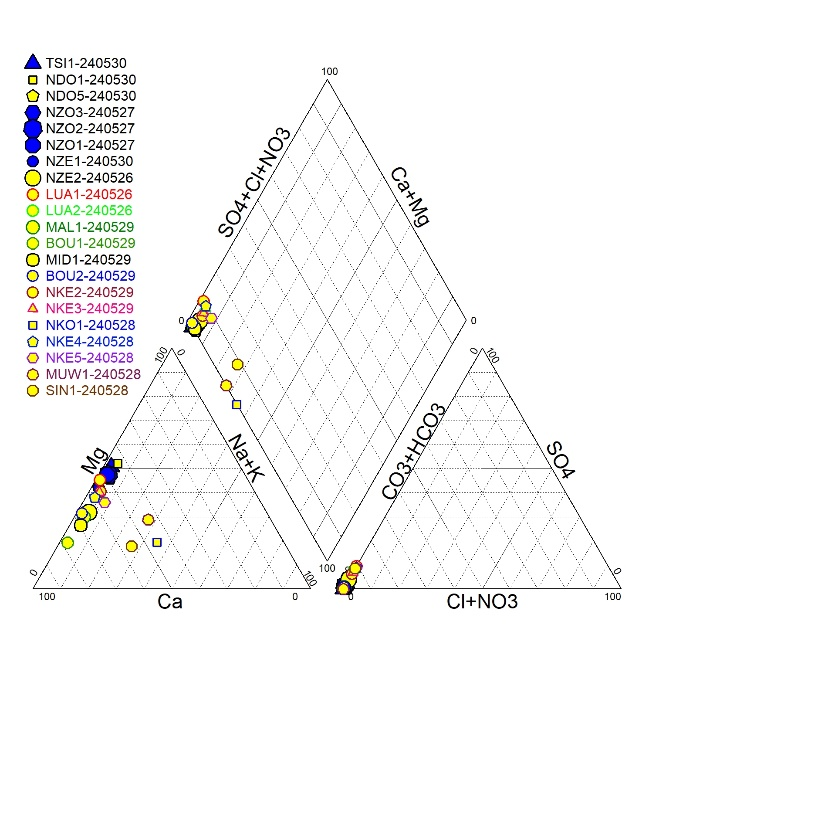 100
TSI1-240530
NDO1-240530
NDO5-240530
NZO3-240527
NZO2-240527
NZO1-240527
NZE1-240530
NZE2-240526
LUA1-240526
LUA2-240526
MAL1-240529
BOU1-240529
MID1-240529
BOU2-240529
NKE2-240529
NKE3-240529
NKO1-240528
NKE4-240528
NKE5-240528
MUW1-240528
SIN1-240528
SO4+Cl+NO3
Ca+Mg
0
0
100
0
0
100
Mg
Na+K
CO3+HCO3
SO4
0
100
100
0
100
0
0
100
Ca
Cl+NO3